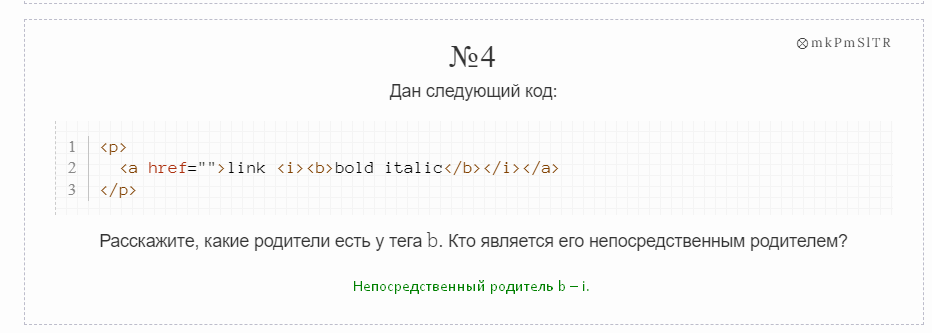 ⊗mkPmSlTR
№4
Дан следующий код:
1 <p>
2 <a href="">link <i><b>bold italic</b></i></a>
3 </p>
Расскажите, какие родители есть у тега b. Кто является его непосредственным родителем?
Непосредственный родитель b – i.